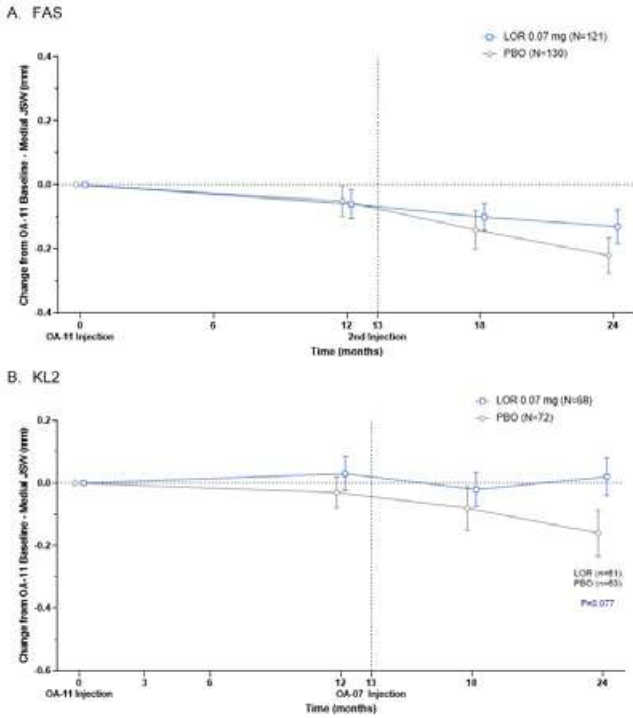 A. FAS
LOR 0.07 mg (N=121)
PBO (N=130)
Change from OA-11 Baseline - Medial JSW (mm)
0.4
0.2
0.0
-0.2
-0.4
0 6 12 13 18 24
OA-11 Injection 2nd Injection
Time (months)
B. KL2
LOR 0.07 mg (N=68)
PBO (N=72)
Change from OA-11 Baseline - Medial JSW (mm)
0.2
0.0
-0.2
-0.4
-0.6
LOR (n=61)
PBO (n=63)
P=0.077
0 3 6 12 13 18 24
OA-11 Injection OA-07 Injection
Time (months)